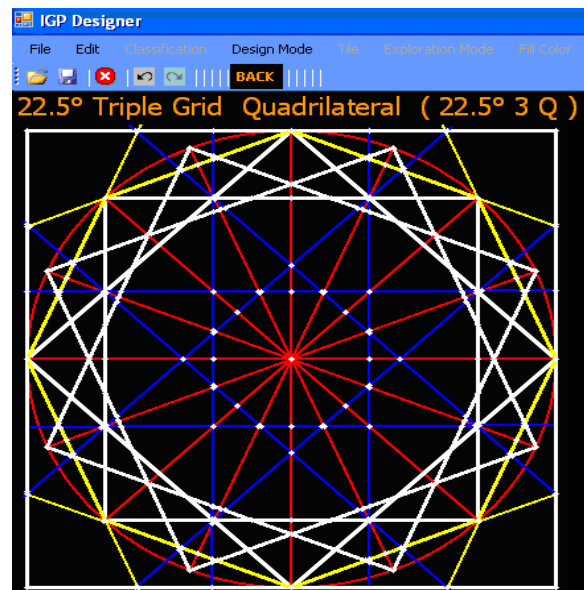 IGP Designer
File Edit Classification Design Mode Tile Exploration Mode Fill Color
BACK
22.5° Triple Grid Quadrilateral ( 22.5° 3 Q )